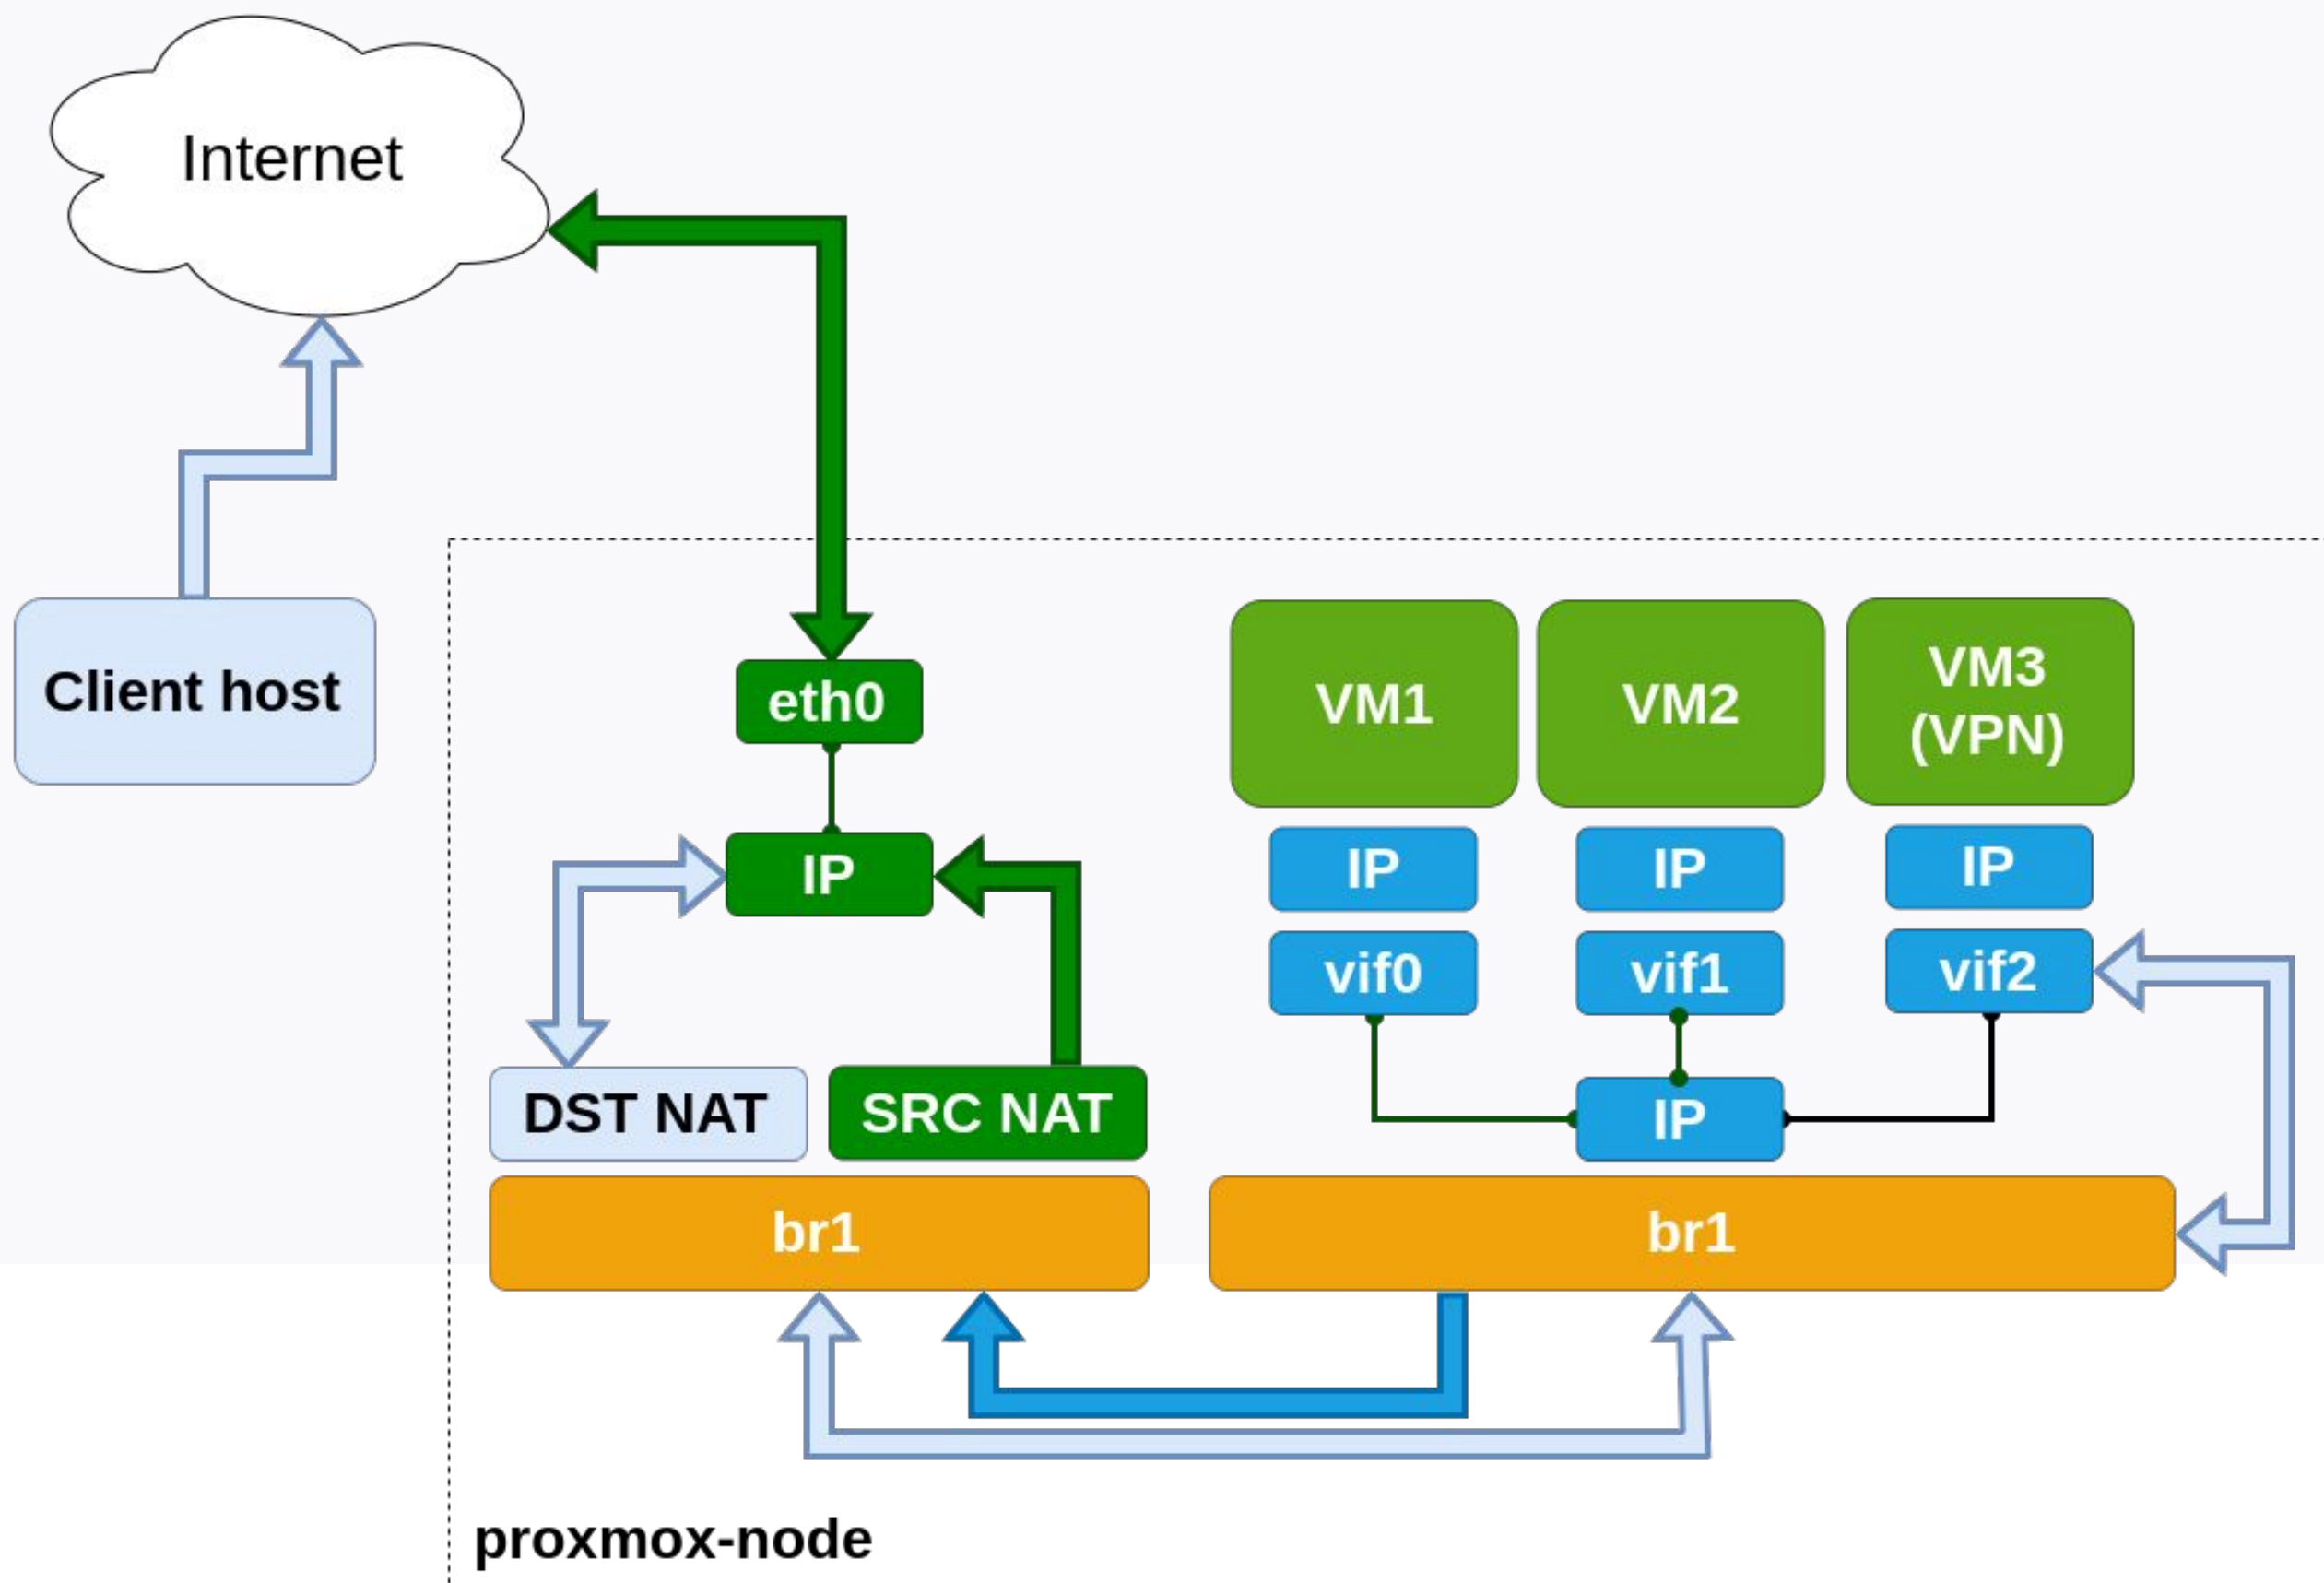 Internet
Client host
eth0
IP
DST NAT
SRC NAT
br1
VM1
VM2
VM3
(VPN)
IP
IP
IP
vif0
vif1
vif2
IP
br1
proxmox-node